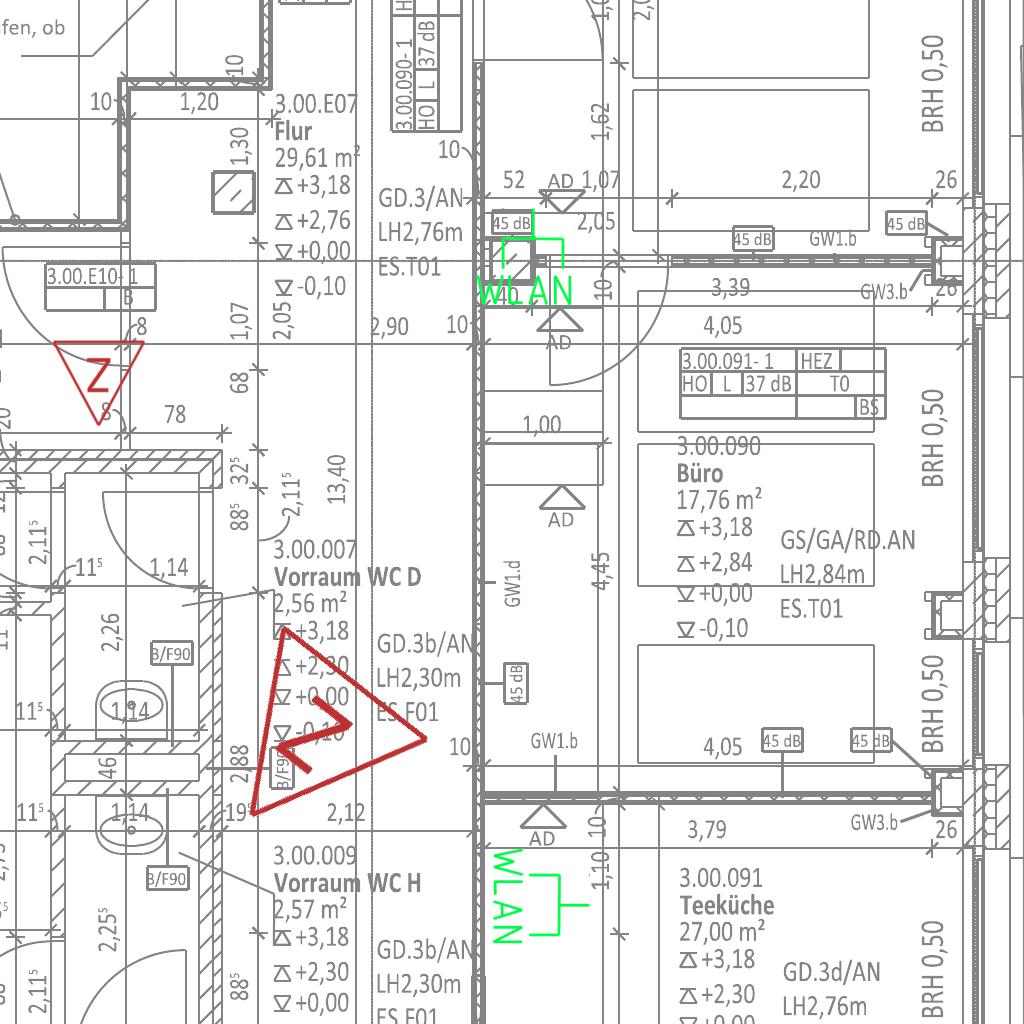 fen, ob
10
10
1,20
1,30
3.00.E07
Flur
29,61 m²
+3,18
+2,76
+0,00
-0,10
GD.3/AN
LH2,76m
ES.T01
3.00.090- 1
HO
L
37 dB
10
1,62
BRH 0,50
52
AD
1,07
2,20
26
45 dB
2,05
45 dB
GW1.b
45 dB
3.00.E10- 1
B
WLAN
10
3,39
GW3.b
1,07
2,05
2,90
10
4,05
AD
8
3.00.091- 1
HEZ
HO
L
37 dB
T0
BS
Z
68
8
78
1,00
BRH 0,50
3.00.090
Büro
17,76 m²
+3,18
+2,84
+0,00
-0,10
GS/GA/RD.AN
LH2,84m
ES.T01
32⁵
88⁵
2,11⁵
13,40
AD
2,11⁵
11⁵
1,14
3.00.007
Vorraum WC D
2,56 m²
+3,18
+2,30
+0,00
-0,10
GD.3b/AN
LH2,30m
ES.F01
GW1.d
4,45
2,26
B/F90
45 dB
11⁵
1,14
Z
BRH 0,50
46
2,88
B/F90
10
GW1.b
4,05
45 dB
45 dB
11⁵
1,14
19⁵
2,12
AD
10
3,79
GW3.b
26
B/F90
3.00.009
Vorraum WC H
2,57 m²
+3,18
+2,30
+0,00
GD.3b/AN
LH2,30m
ES.F01
WLAN
1,10
3.00.091
Teeküche
27,00 m²
+3,18
+2,30
+0,00
GD.3d/AN
LH2,76m
2,25⁵
2,11⁵
88⁵
BRH 0,50